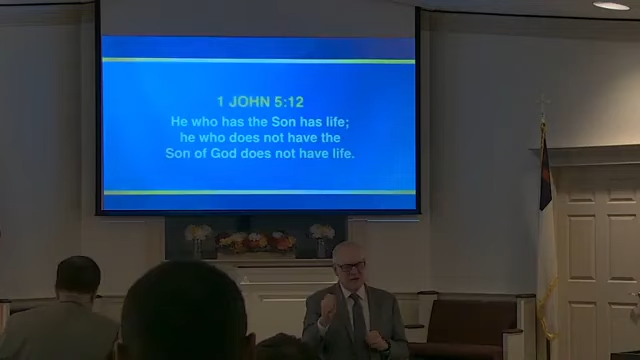 1 JOHN 5:12
He who has the Son has life;
he who does not have the
Son of God does not have life.